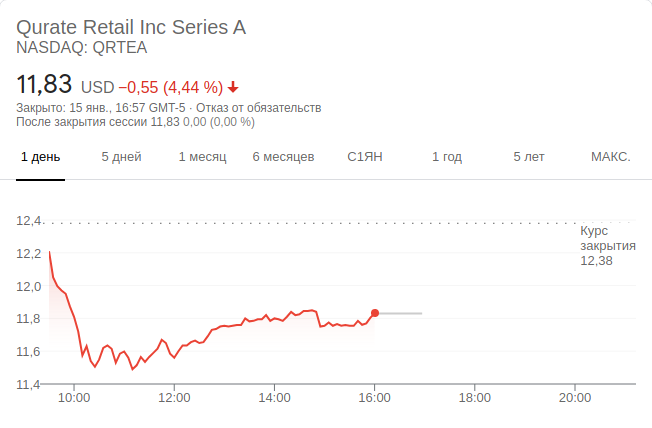 Qurate Retail Inc Series A
NASDAQ: QRTEA
11,83 USD −0,55 (4,44 %)
Закрыто: 15 янв., 16:57 GMT-5 · Отказ от обязательств
После закрытия сессии 11,83 0,00 (0,00 %)
1 день 5 дней 1 месяц 6 месяцев С1ЯН 1 год 5 лет МАКС.
12,4
Курс
закрытия
12,38
12,2
12,0
11,8
11,6
11,4
10:00 12:00 14:00 16:00 18:00 20:00